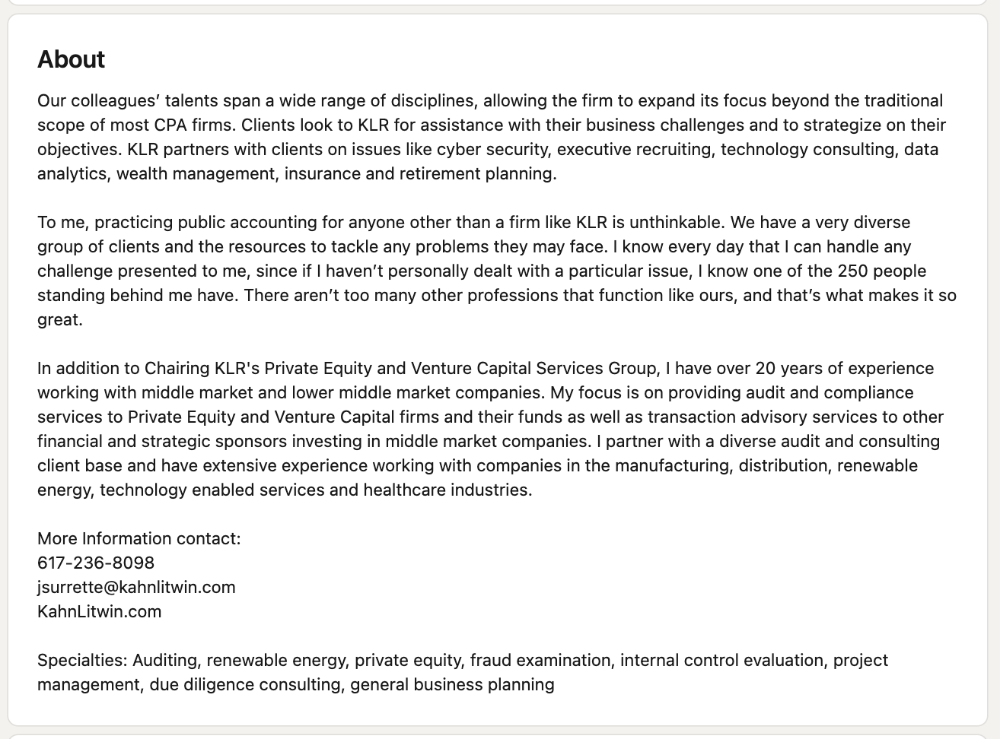 About
Our colleagues’ talents span a wide range of disciplines, allowing the firm to expand its focus beyond the traditional
scope of most CPA firms. Clients look to KLR for assistance with their business challenges and to strategize on their
objectives. KLR partners with clients on issues like cyber security, executive recruiting, technology consulting, data
analytics, wealth management, insurance and retirement planning.
To me, practicing public accounting for anyone other than a firm like KLR is unthinkable. We have a very diverse
group of clients and the resources to tackle any problems they may face. I know every day that I can handle any
challenge presented to me, since if I haven’t personally dealt with a particular issue, I know one of the 250 people
standing behind me have. There aren’t too many other professions that function like ours, and that’s what makes it so
great.
In addition to Chairing KLR's Private Equity and Venture Capital Services Group, I have over 20 years of experience
working with middle market and lower middle market companies. My focus is on providing audit and compliance
services to Private Equity and Venture Capital firms and their funds as well as transaction advisory services to other
financial and strategic sponsors investing in middle market companies. I partner with a diverse audit and consulting
client base and have extensive experience working with companies in the manufacturing, distribution, renewable
energy, technology enabled services and healthcare industries.
More Information contact:
617-236-8098
jsurrette@kahnlitwin.com
KahnLitwin.com
Specialties: Auditing, renewable energy, private equity, fraud examination, internal control evaluation, project
management, due diligence consulting, general business planning